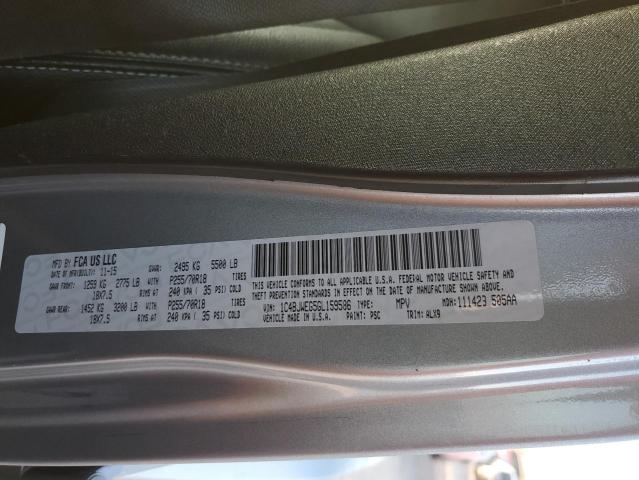 MFD BY FCA US LLC
DATE OF MFR(BUILT): 11-15 GVWR: 2495 KG 5500 LB
GAWR FRONT: 1259 KG 2775 LB WITH P255/70R18 TIRES
18X7.5 RIMS AT 240 KPA ( 35 PSI) COLD
GAWR REAR: 1452 KG 3200 LB WITH P255/70R18 TIRES
18X7.5 RIMS AT 240 KPA ( 35 PSI) COLD
THIS VEHICLE CONFORMS TO ALL APPLICABLE U.S.A. FEDERAL MOTOR VEHICLE SAFETY AND
THEFT PREVENTION STANDARDS IN EFFECT ON THE DATE OF MANUFACTURE SHOWN ABOVE.
VIN: 1C4BJWEG5GL159586 TYPE: MPV MDH: 111423 505AA
MADE IN U.S.A. PAINT: PSC TRIM: ALX9